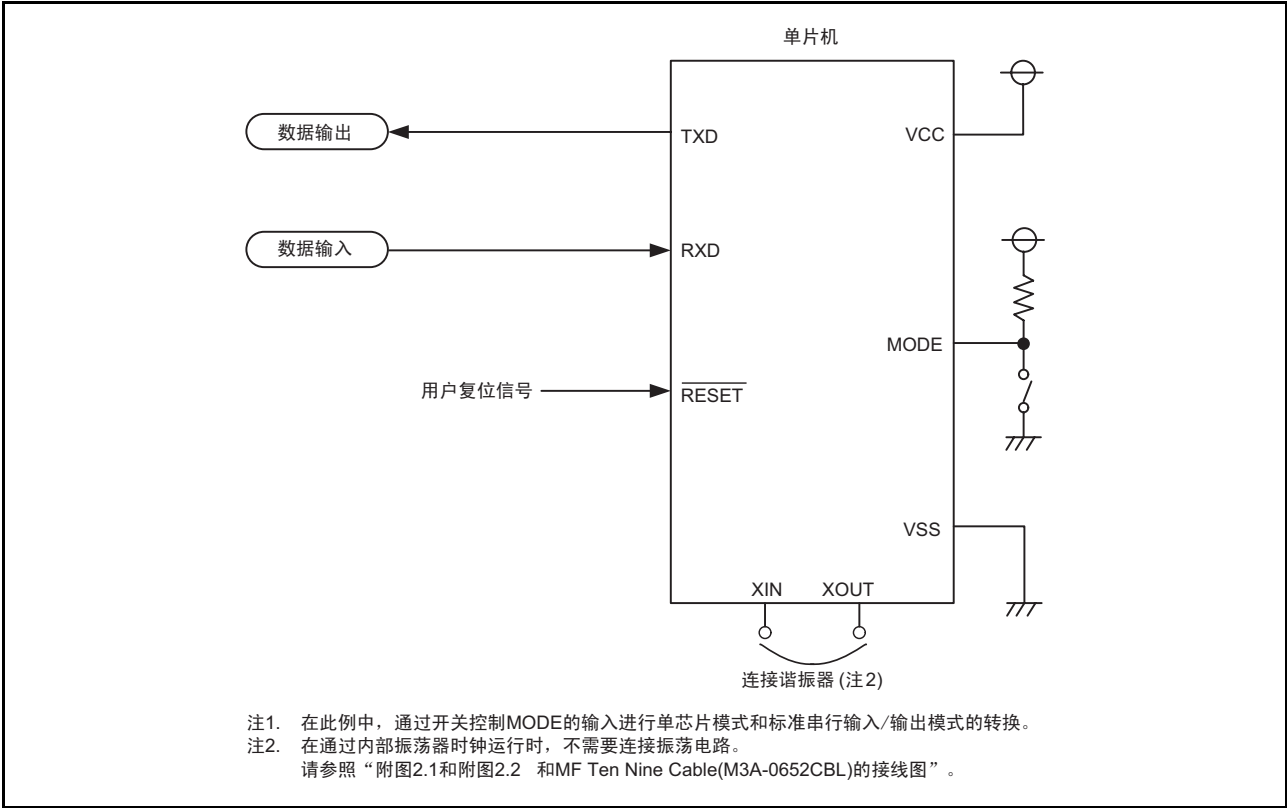 单片机
数据输出
TXD
VCC
数据输入
RXD
MODE
用户复位信号
RESET
VSS
XIN XOUT
连接谐振器 (注2)
注1. 在此例中，通过开关控制MODE的输入进行单芯片模式和标准串行输入/输出模式的转换。
注2. 在通过内部振荡器时钟运行时，不需要连接振荡电路。
请参照“附图2.1和附图2.2 和MF Ten Nine Cable(M3A-0652CBL)的接线图”。